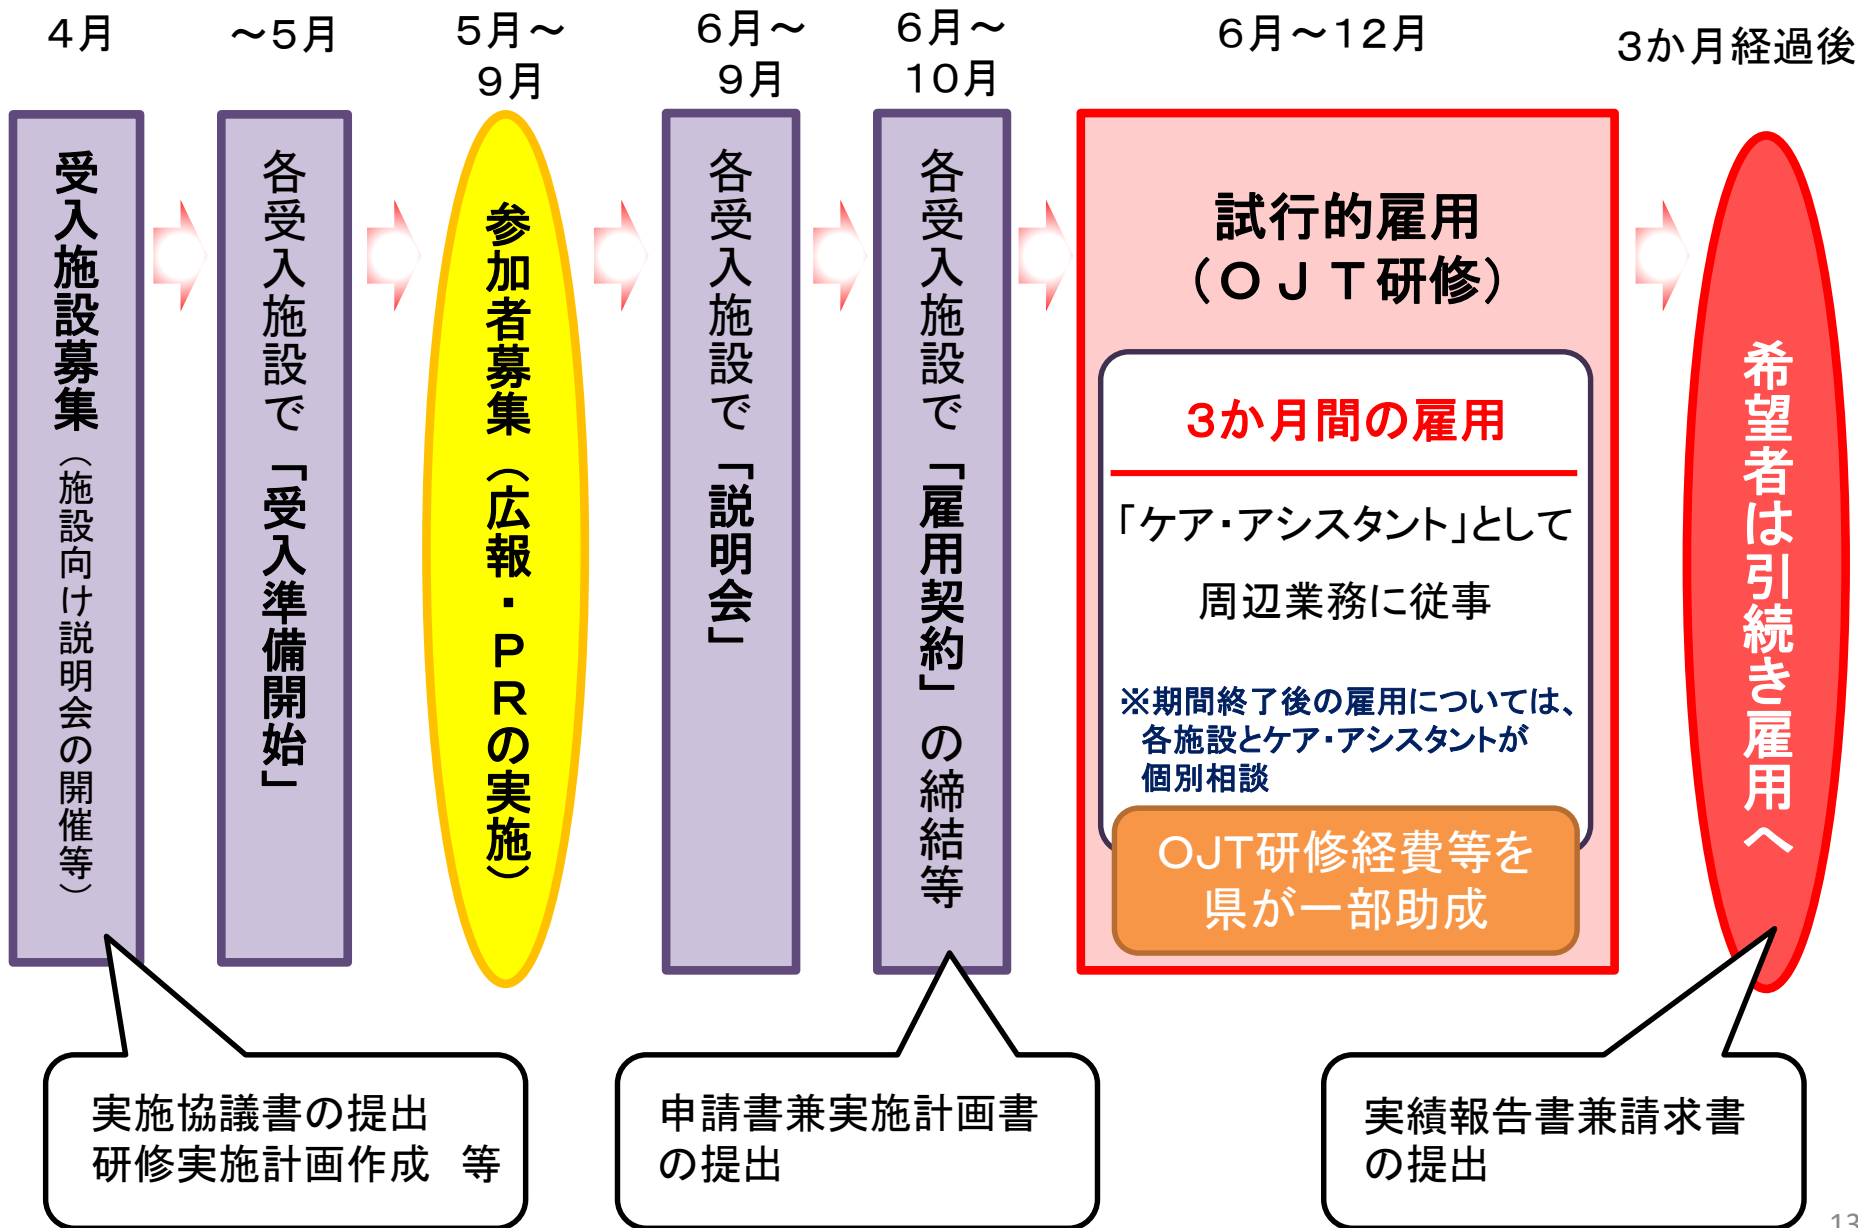 4月
～5月
5月～
9月
6月～
9月
6月～
10月
6月～12月
3か月経過後
受入施設募集（施設向け説明会の開催等）
各受入施設で「受入準備開始」
参加者募集（広報・PRの実施）
各受入施設で「説明会」
各受入施設で「雇用契約」の締結等
試行的雇用
（OJT研修）
3か月間の雇用
「ケア・アシスタント」として
周辺業務に従事
※期間終了後の雇用については、
各施設とケア・アシスタントが
個別相談
OJT研修経費等を
県が一部助成
希望者は引続き雇用へ
実施協議書の提出
研修実施計画作成　等
申請書兼実施計画書
の提出
実績報告書兼請求書
の提出
13